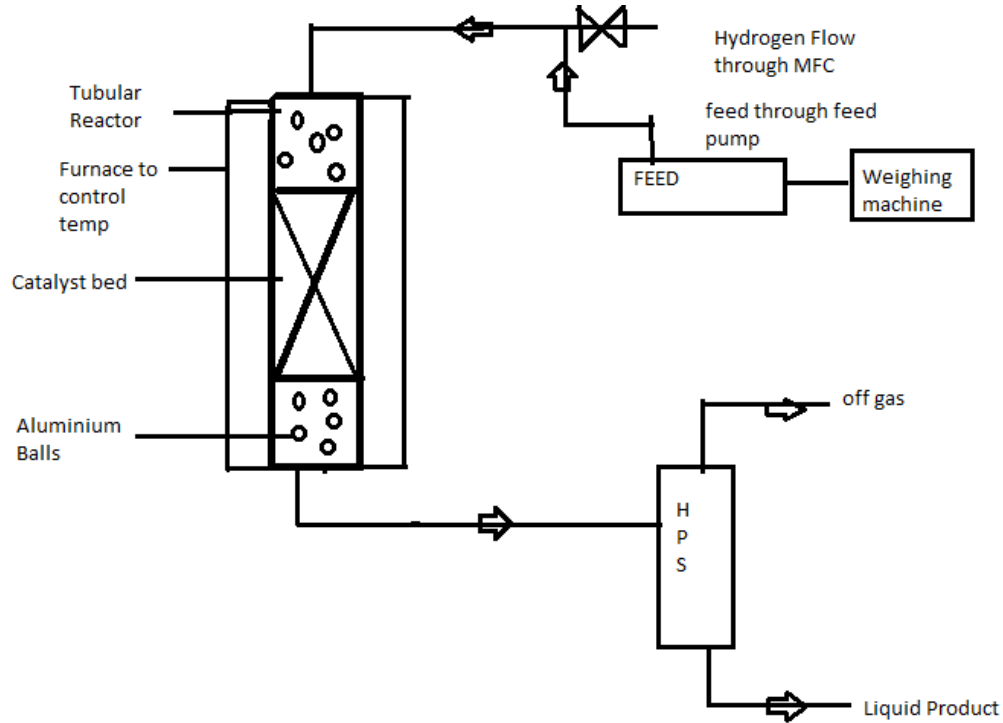 Hydrogen Flow
through MFC
Tubular
Reactor
feed through feed
pump
Furnace to
control
temp
FEED
Weighing
machine
Catalyst bed
Aluminium
Balls
off gas
H
P
S
Liquid Product